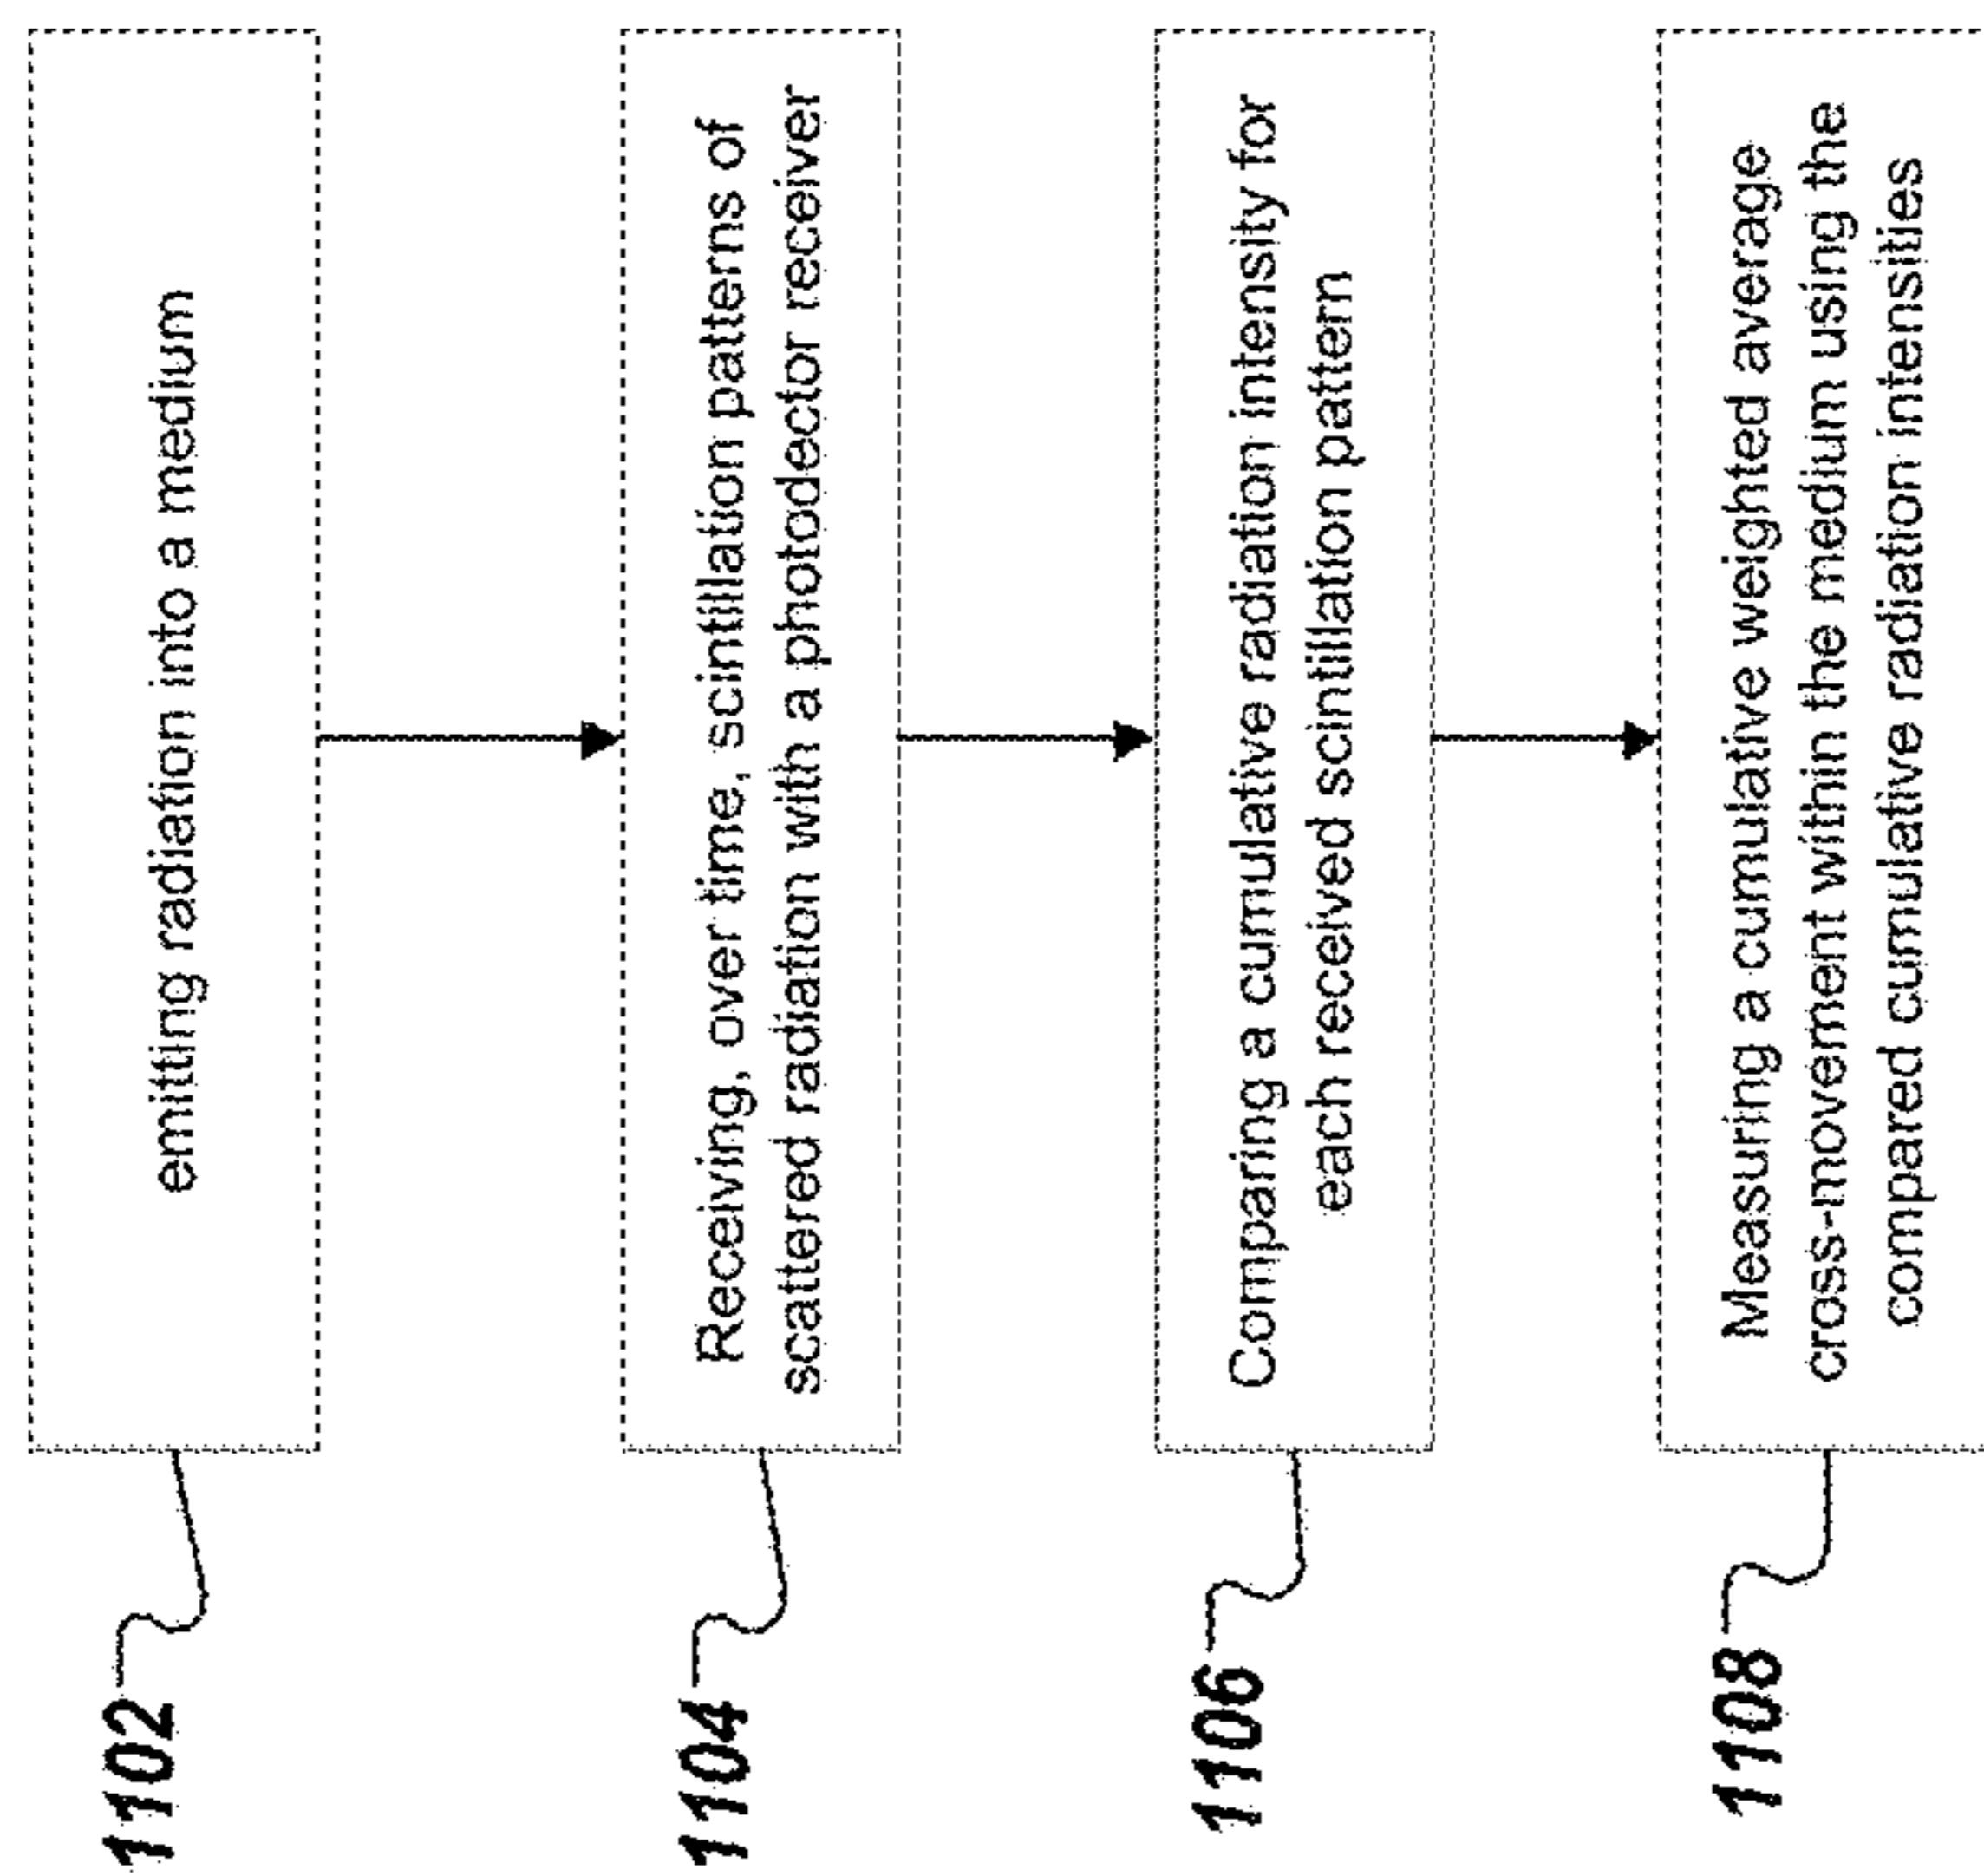 1102
emitting radiation into a medium
1104
Receiving, over time, scintillation patterns of
scattered radiation with a photodector receiver
1106
Comparing a cumulative radiation intensity for
each received scintillation pattern
1108
Measuring a cumulative weighted average
cross-movement within the medium using the
compared cumulative radiation intensities